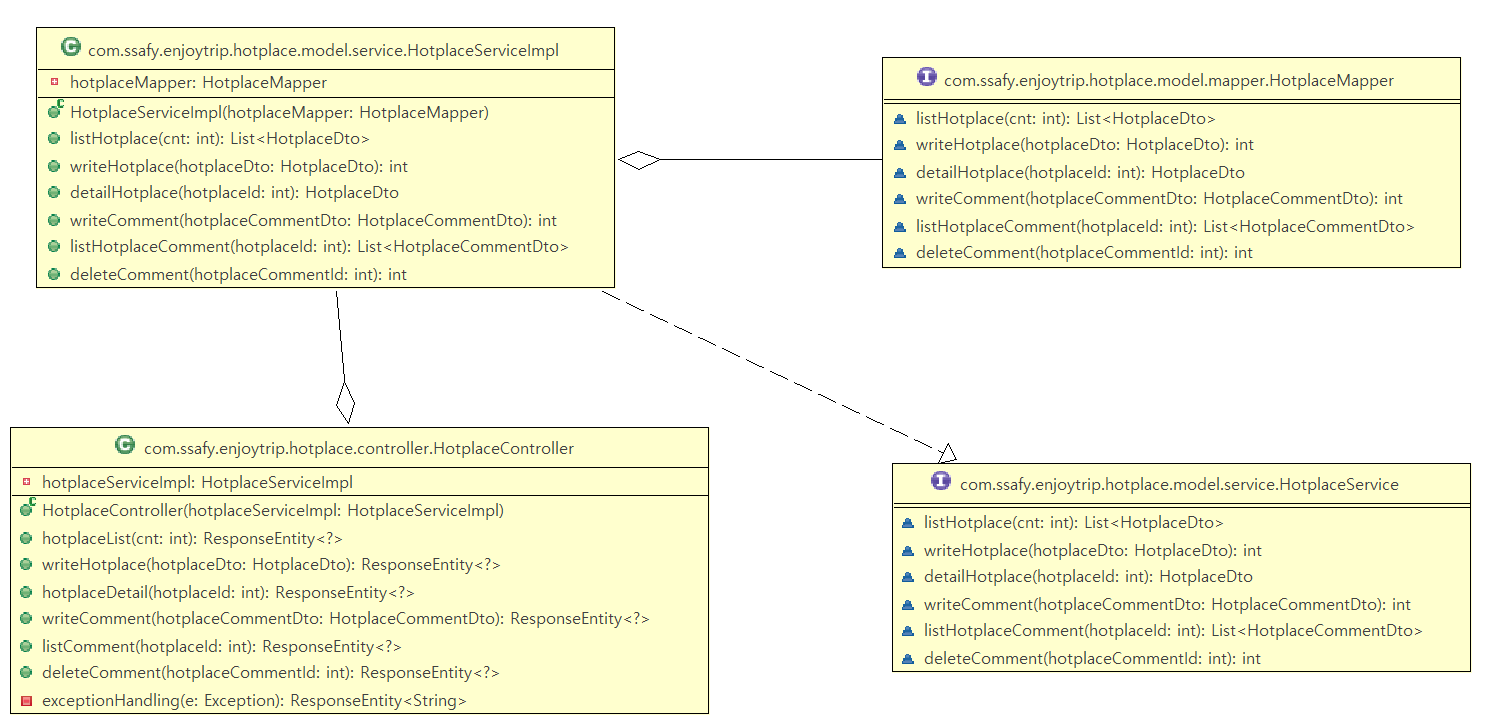 com.ssafy.enjoytrip.hotplace.model.service.HotplaceServiceImpl
hotplaceMapper: HotplaceMapper
HotplaceServiceImpl(hotplaceMapper: HotplaceMapper)
listHotplace(cnt: int): List<HotplaceDto>
writeHotplace(hotplaceDto: HotplaceDto): int
detailHotplace(hotplaceId: int): HotplaceDto
writeComment(hotplaceCommentDto: HotplaceCommentDto): int
listHotplaceComment(hotplaceId: int): List<HotplaceCommentDto>
deleteComment(hotplaceCommentId: int): int
com.ssafy.enjoytrip.hotplace.model.mapper.HotplaceMapper
listHotplace(cnt: int): List<HotplaceDto>
writeHotplace(hotplaceDto: HotplaceDto): int
detailHotplace(hotplaceId: int): HotplaceDto
writeComment(hotplaceCommentDto: HotplaceCommentDto): int
listHotplaceComment(hotplaceId: int): List<HotplaceCommentDto>
deleteComment(hotplaceCommentId: int): int
com.ssafy.enjoytrip.hotplace.controller.HotplaceController
hotplaceServiceImpl: HotplaceServiceImpl
HotplaceController(hotplaceServiceImpl: HotplaceServiceImpl)
hotplaceList(cnt: int): ResponseEntity<?>
writeHotplace(hotplaceDto: HotplaceDto): ResponseEntity<?>
hotplaceDetail(hotplaceId: int): ResponseEntity<?>
writeComment(hotplaceCommentDto: HotplaceCommentDto): ResponseEntity<?>
listComment(hotplaceId: int): ResponseEntity<?>
deleteComment(hotplaceCommentId: int): ResponseEntity<?>
exceptionHandling(e: Exception): ResponseEntity<String>
com.ssafy.enjoytrip.hotplace.model.service.HotplaceService
listHotplace(cnt: int): List<HotplaceDto>
writeHotplace(hotplaceDto: HotplaceDto): int
detailHotplace(hotplaceId: int): HotplaceDto
writeComment(hotplaceCommentDto: HotplaceCommentDto): int
listHotplaceComment(hotplaceId: int): List<HotplaceCommentDto>
deleteComment(hotplaceCommentId: int): int